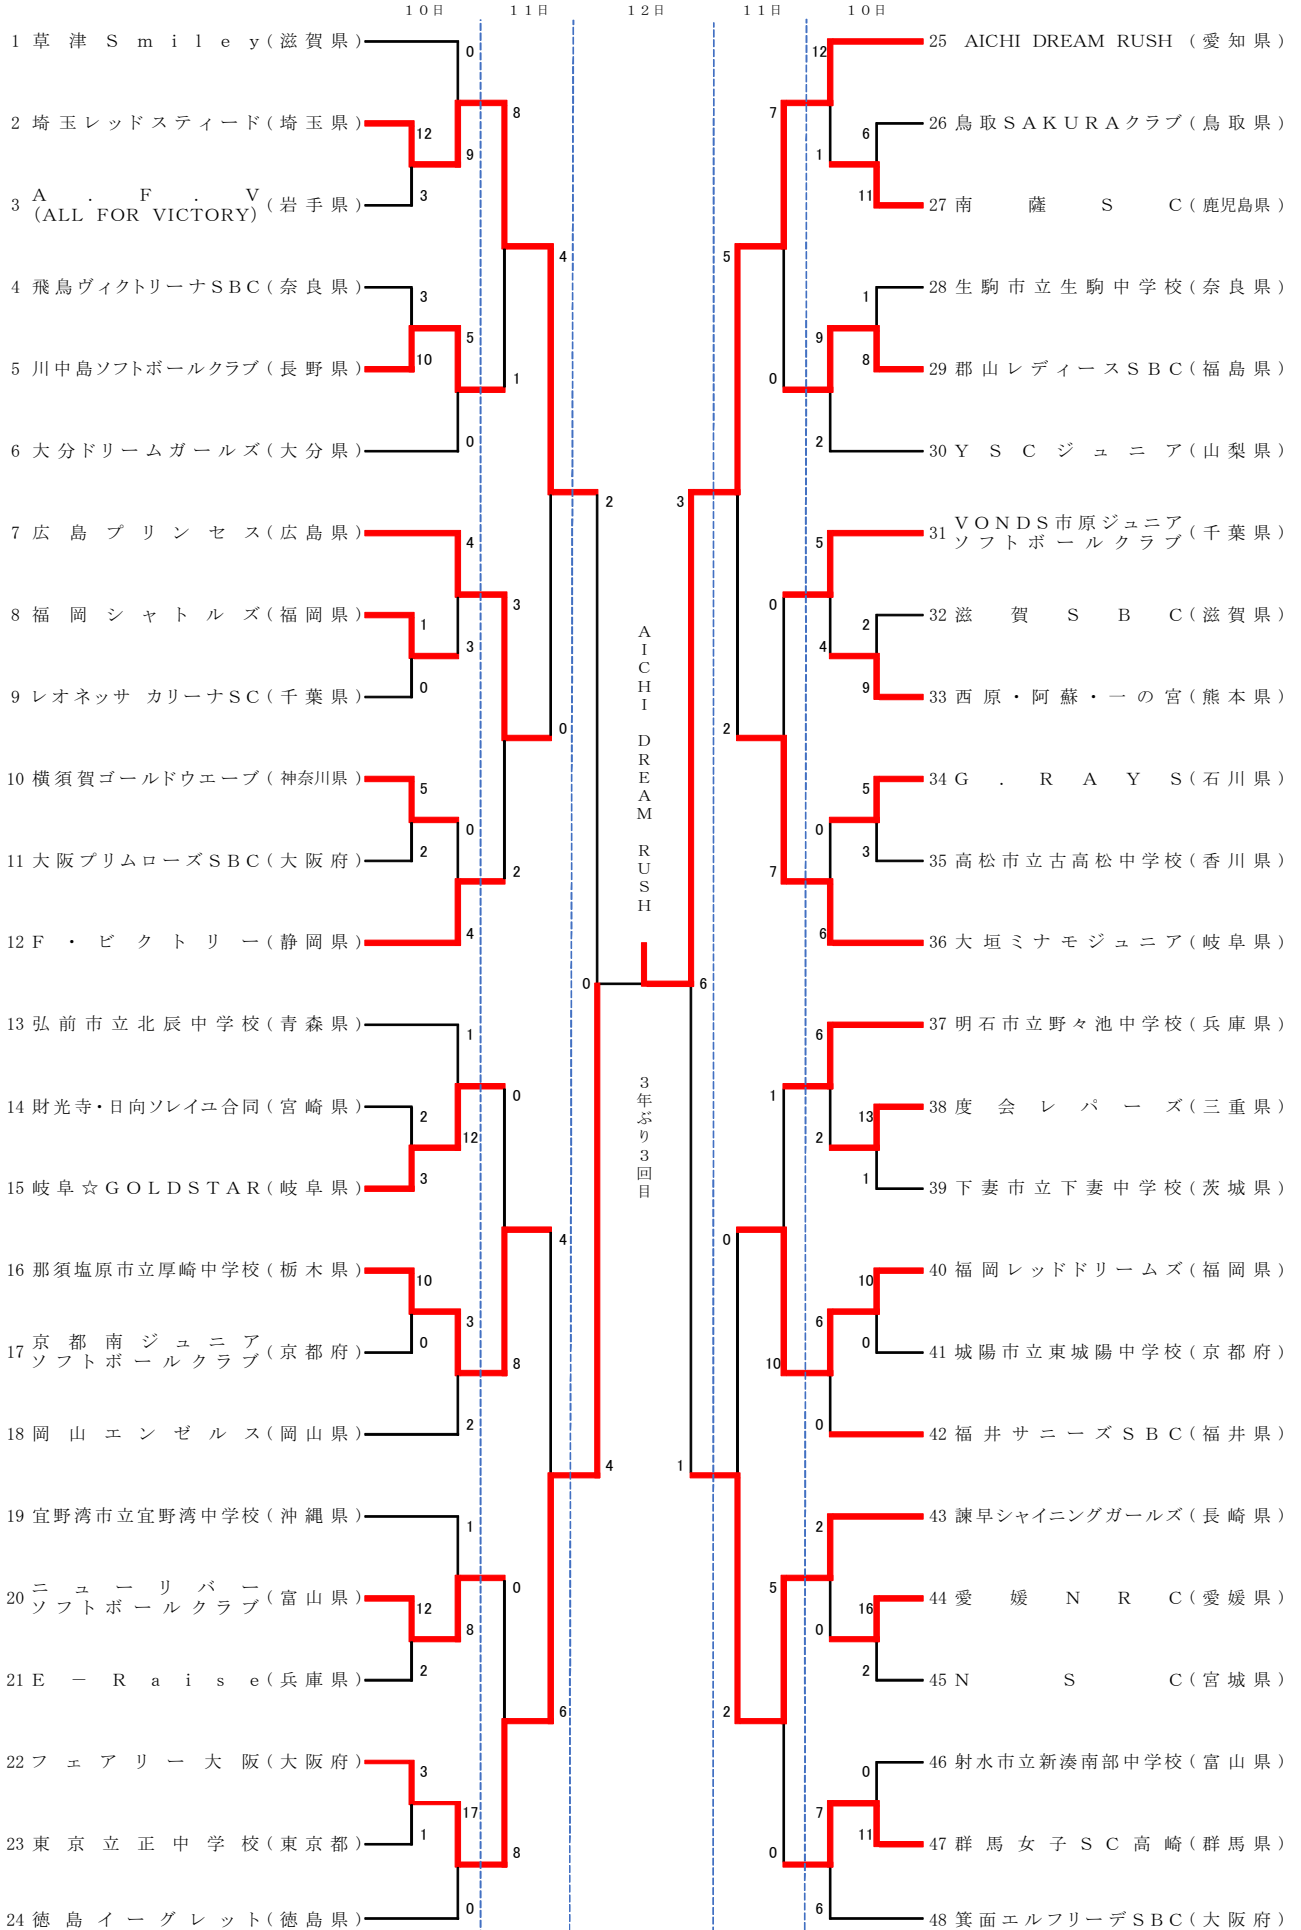 10日 11日 12日 11日 10日
1 草津Smiley(滋賀県)
0
2 埼玉レッドスティード(埼玉県)
12
9
8
3 A.F.V
(ALL FOR VICTORY)
(岩手県)
3
4
4 飛鳥ヴィクトリーナSBC(奈良県)
3
5
5 川中島ソフトボールクラブ(長野県)
10
1
6 大分ドリームガールズ(大分県)
0
2
7 広島プリンセス(広島県)
4
3
8 福岡シャトルズ(福岡県)
1
3
9 レオネッサ カリーナSC(千葉県)
0
0
10 横須賀ゴールドウエーブ(神奈川県)
5
0
11 大阪プリムローズSBC(大阪府)
2
2
12 F・ビクトリー(静岡県)
4
0
13 弘前市立北辰中学校(青森県)
1
0
14 財光寺・日向ソレイユ合同(宮崎県)
2
12
15 岐阜☆GOLDSTAR(岐阜県)
3
4
16 那須塩原市立厚崎中学校(栃木県)
10
3
17 京都南ジュニア
ソフトボールクラブ
(京都府)
0
8
18 岡山エンゼルス(岡山県)
2
4
19 宜野湾市立宜野湾中学校(沖縄県)
1
0
20 ニューリバー
ソフトボールクラブ
(富山県)
12
8
21 E−Raise(兵庫県)
2
6
22 フェアリー大阪(大阪府)
3
17
23 東京立正中学校(東京都)
1
8
24 徳島イーグレット(徳島県)
0
AICHI DREAM RUSH
3年ぶり3回目
25 AICHI DREAM RUSH (愛知県)
12
7
26 鳥取SAKURAクラブ(鳥取県)
6
1
27 南薩SC(鹿児島県)
11
5
28 生駒市立生駒中学校(奈良県)
1
9
29 郡山レディースSBC(福島県)
8
0
30 YSCジュニア(山梨県)
2
3
31 VONDS市原ジュニア
ソフトボールクラブ
(千葉県)
5
0
32 滋賀SBC(滋賀県)
2
4
33 西原・阿蘇・一の宮(熊本県)
9
2
34 G.RAYS(石川県)
5
0
35 高松市立古高松中学校(香川県)
3
7
36 大垣ミナモジュニア(岐阜県)
6
6
37 明石市立野々池中学校(兵庫県)
6
1
38 度会レパーズ(三重県)
13
2
39 下妻市立下妻中学校(茨城県)
1
0
40 福岡レッドドリームズ(福岡県)
10
6
41 城陽市立東城陽中学校(京都府)
0
10
42 福井サニーズSBC(福井県)
0
1
43 諫早シャイニングガールズ(長崎県)
2
5
44 愛媛NRC(愛媛県)
16
0
45 NSC(宮城県)
2
2
46 射水市立新湊南部中学校(富山県)
0
7
47 群馬女子SC高崎(群馬県)
11
0
48 箕面エルフリーデSBC(大阪府)
6